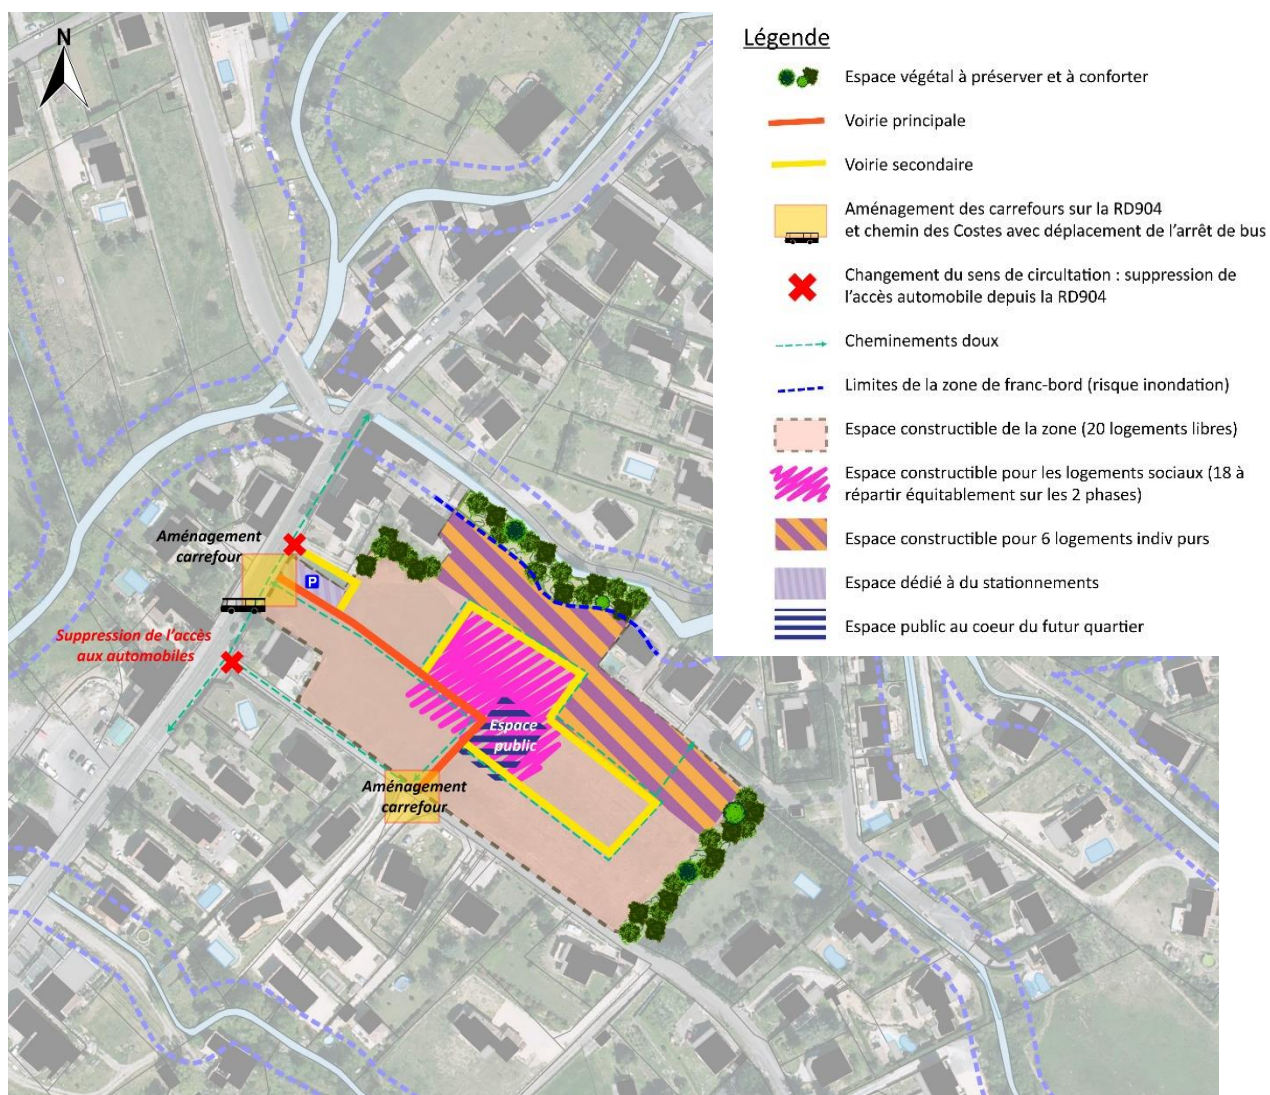 N
Légende
Espace végétal à préserver et à conforter
Voirie principale
Voirie secondaire
Aménagement des carrefours sur la RD904
et chemin des Costes avec déplacement de l'arrêt de bus
Changement du sens de circultation : suppression de
l'accès automobile depuis la RD904
Cheminements doux
Limites de la zone de franc-bord (risque inondation)
Espace constructible de la zone (20 logements libres)
Espace constructible pour les logements sociaux (18 à
répartir équitablement sur les 2 phases)
Espace constructible pour 6 logements indiv purs
Espace dédié à du stationnements
Espace public au coeur du futur quartier
Aménagement
carrefour
P
Suppression de l'accès
aux automobiles
Espace
public
Aménagement
carrefour